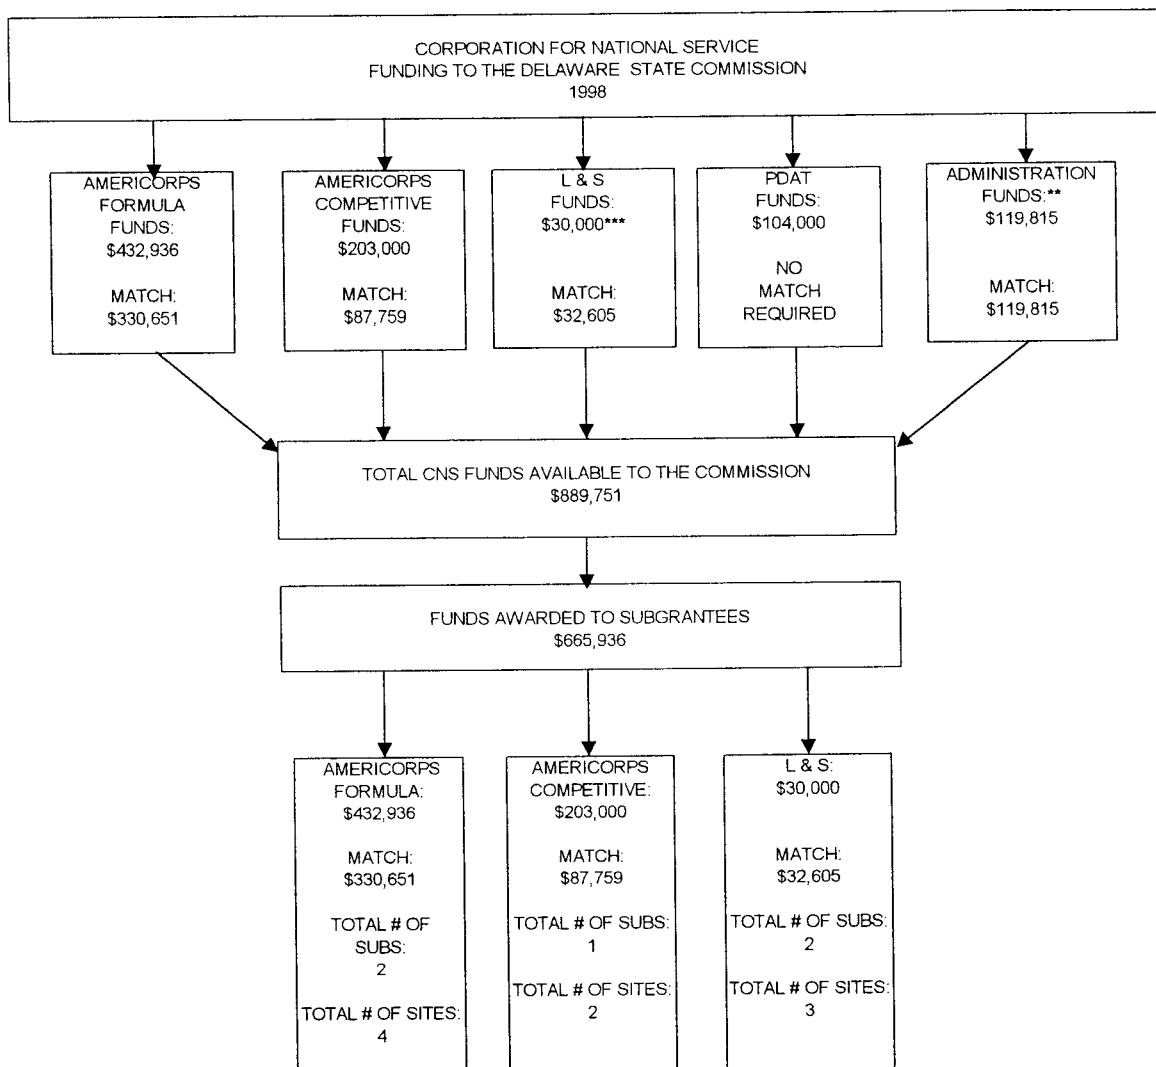 CORPORATION FOR NATIONAL SERVICE
FUNDING TO THE DELAWARE STATE COMMISSION
1998
AMERICORPS
FORMULA
FUNDS:
$432,936
MATCH:
$330,651
AMERICORPS
COMPETITIVE
FUNDS:
$203,000
MATCH:
$87,759
L & S
FUNDS:
$30,000***
MATCH:
$32,605
PDAT
FUNDS:
$104,000
NO
MATCH
REQUIRED
ADMINISTRATION
FUNDS:**
$119,815
MATCH:
$119,815
TOTAL CNS FUNDS AVAILABLE TO THE COMMISSION
$889,751
FUNDS AWARDED TO SUBGRANTEES
$665,936
AMERICORPS
FORMULA:
$432,936
MATCH:
$330,651
TOTAL # OF
SUBS:
2
TOTAL # OF SITES:
4
AMERICORPS
COMPETITIVE:
$203,000
MATCH:
$87,759
TOTAL # OF SUBS:
1
TOTAL # OF SITES:
2
L & S:
$30,000
MATCH:
$32,605
TOTAL # OF SUBS:
2
TOTAL # OF SITES:
3